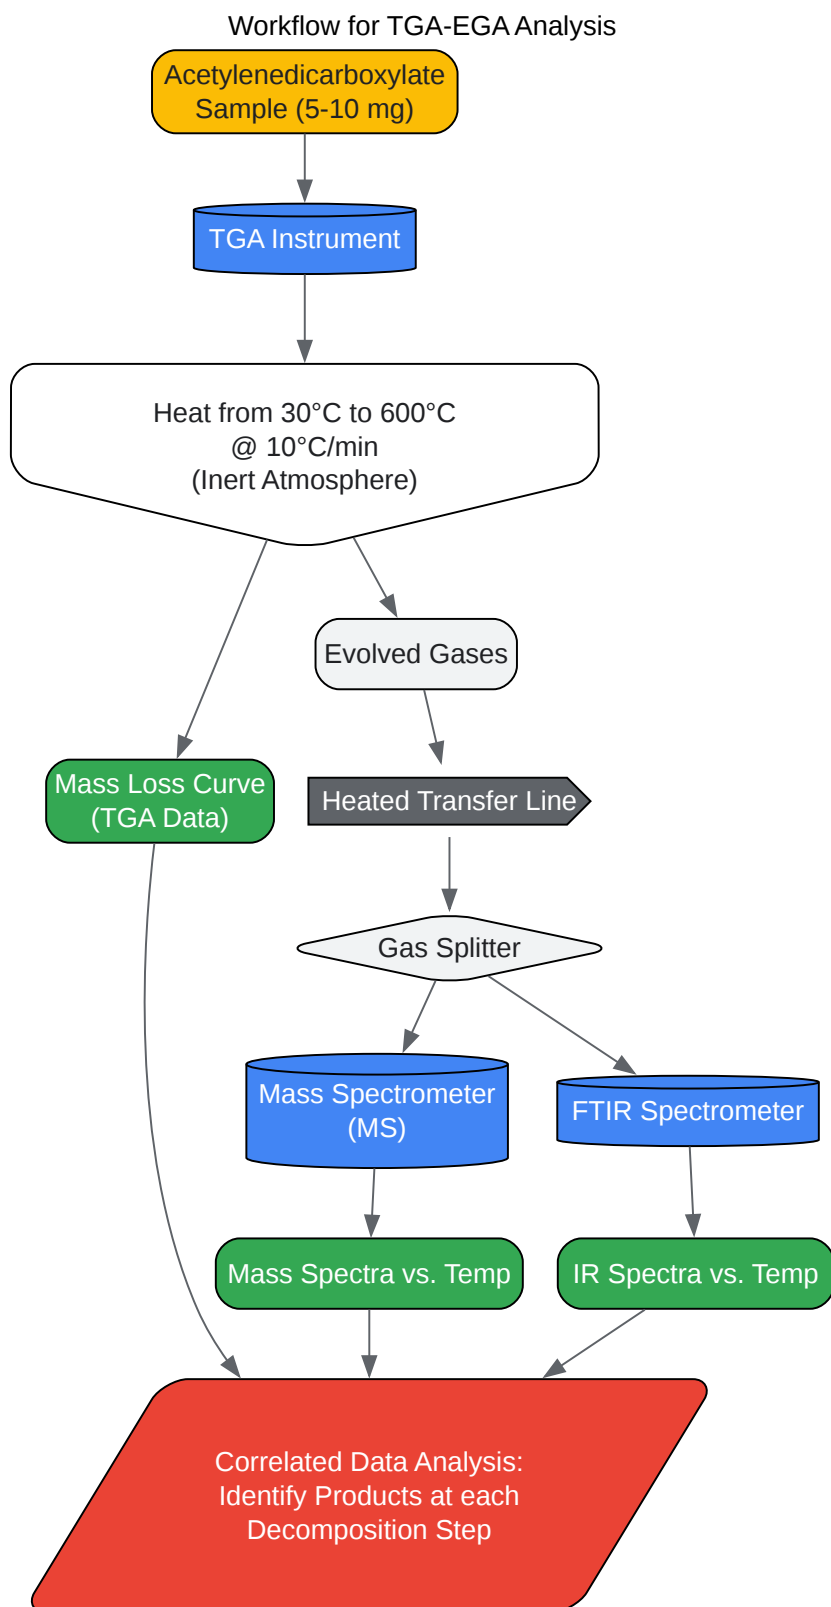 Workflow for TGA-EGA Analysis
Acetylenedicarboxylate
Sample (5-10 mg)
TGA Instrument
Heat from 30°C to 600°C
@ 10°C/min
(Inert Atmosphere)
Evolved Gases
Mass Loss Curve
(TGA Data)
Heated Transfer Line
Gas Splitter
Mass Spectrometer
(MS)
FTIR Spectrometer
Mass Spectra vs. Temp
IR Spectra vs. Temp
Correlated Data Analysis:
Identify Products at each
Decomposition Step